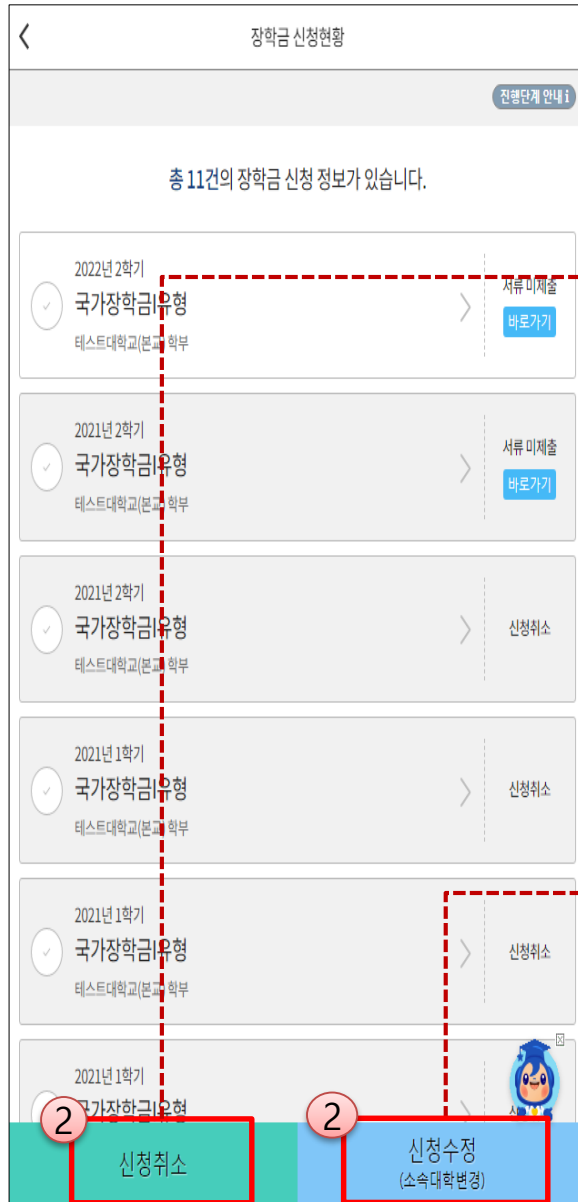 장학금 신청현황
진행단계 안내 i
총 11건의 장학금 신청 정보가 있습니다.
2022년 2학기
국가장학금I유형
테스트대학교(본교) 학부
서류 미제출
바로가기
2021년 2학기
국가장학금I유형
테스트대학교(본교) 학부
서류 미제출
바로가기
2021년 2학기
국가장학금I유형
테스트대학교(본교) 학부
신청취소
2021년 1학기
국가장학금I유형
테스트대학교(본교) 학부
신청취소
2021년 1학기
국가장학금I유형
테스트대학교(본교) 학부
신청취소
2021년 1학기
국가장학금I유형
2
신청취소
2
신청수정
(소속대학변경)